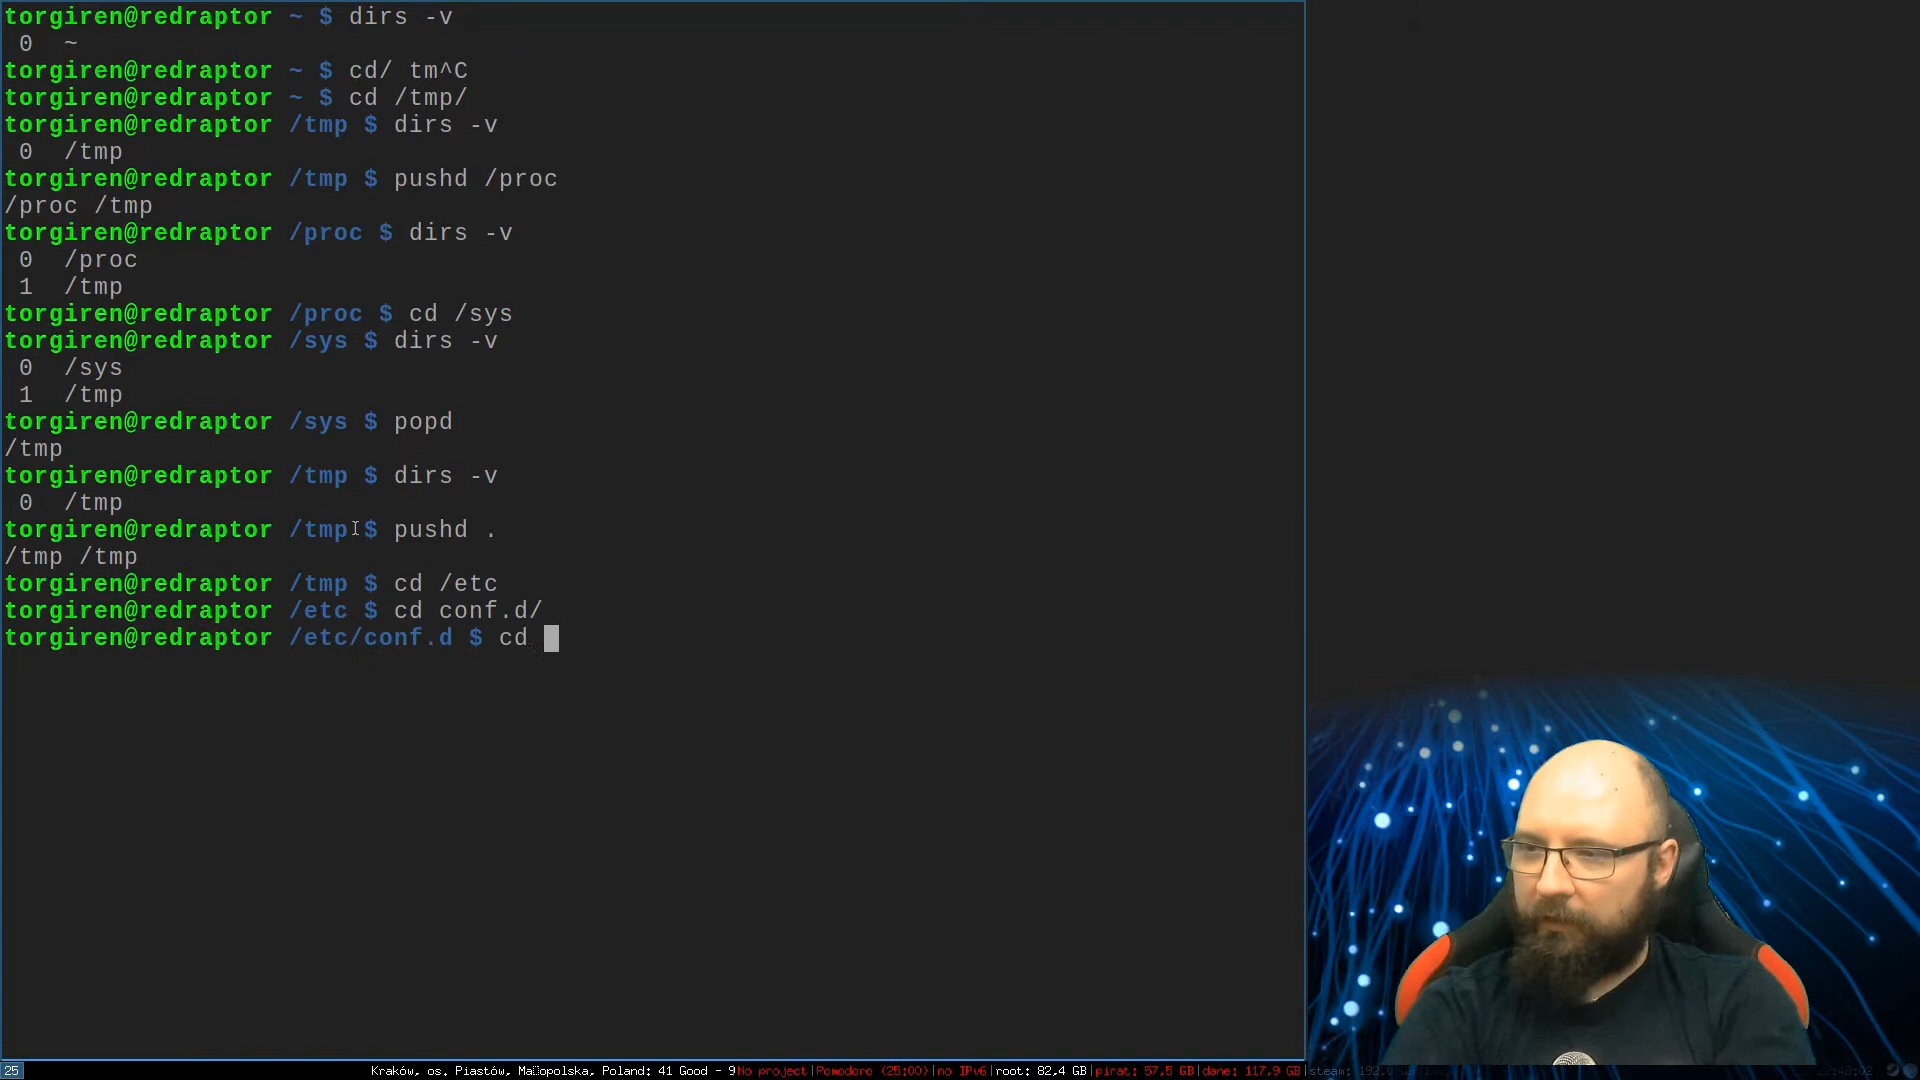 torgiren@redraptor ~ $ dirs -v
 0  ~
torgiren@redraptor ~ $ cd/ tm^C
torgiren@redraptor ~ $ cd /tmp/
torgiren@redraptor /tmp $ dirs -v
 0  /tmp
torgiren@redraptor /tmp $ pushd /proc
/proc /tmp
torgiren@redraptor /proc $ dirs -v
 0  /proc
 1  /tmp
torgiren@redraptor /proc $ cd /sys
torgiren@redraptor /sys $ dirs -v
 0  /sys
 1  /tmp
torgiren@redraptor /sys $ popd
/tmp
torgiren@redraptor /tmp $ dirs -v
 0  /tmp
torgiren@redraptor /tmp $ pushd .
/tmp /tmp
torgiren@redraptor /tmp $ cd /etc
torgiren@redraptor /etc $ cd conf.d/
torgiren@redraptor /etc/conf.d $ cd
25 Kraków, os. Piastów, Małopolska, Poland: 41 Good - 9 No project|Pomodoro (25:00)|no IPv6|root: 82,4 GB|pirat: 57,5 GB|dane: 117,9 GB|steam: